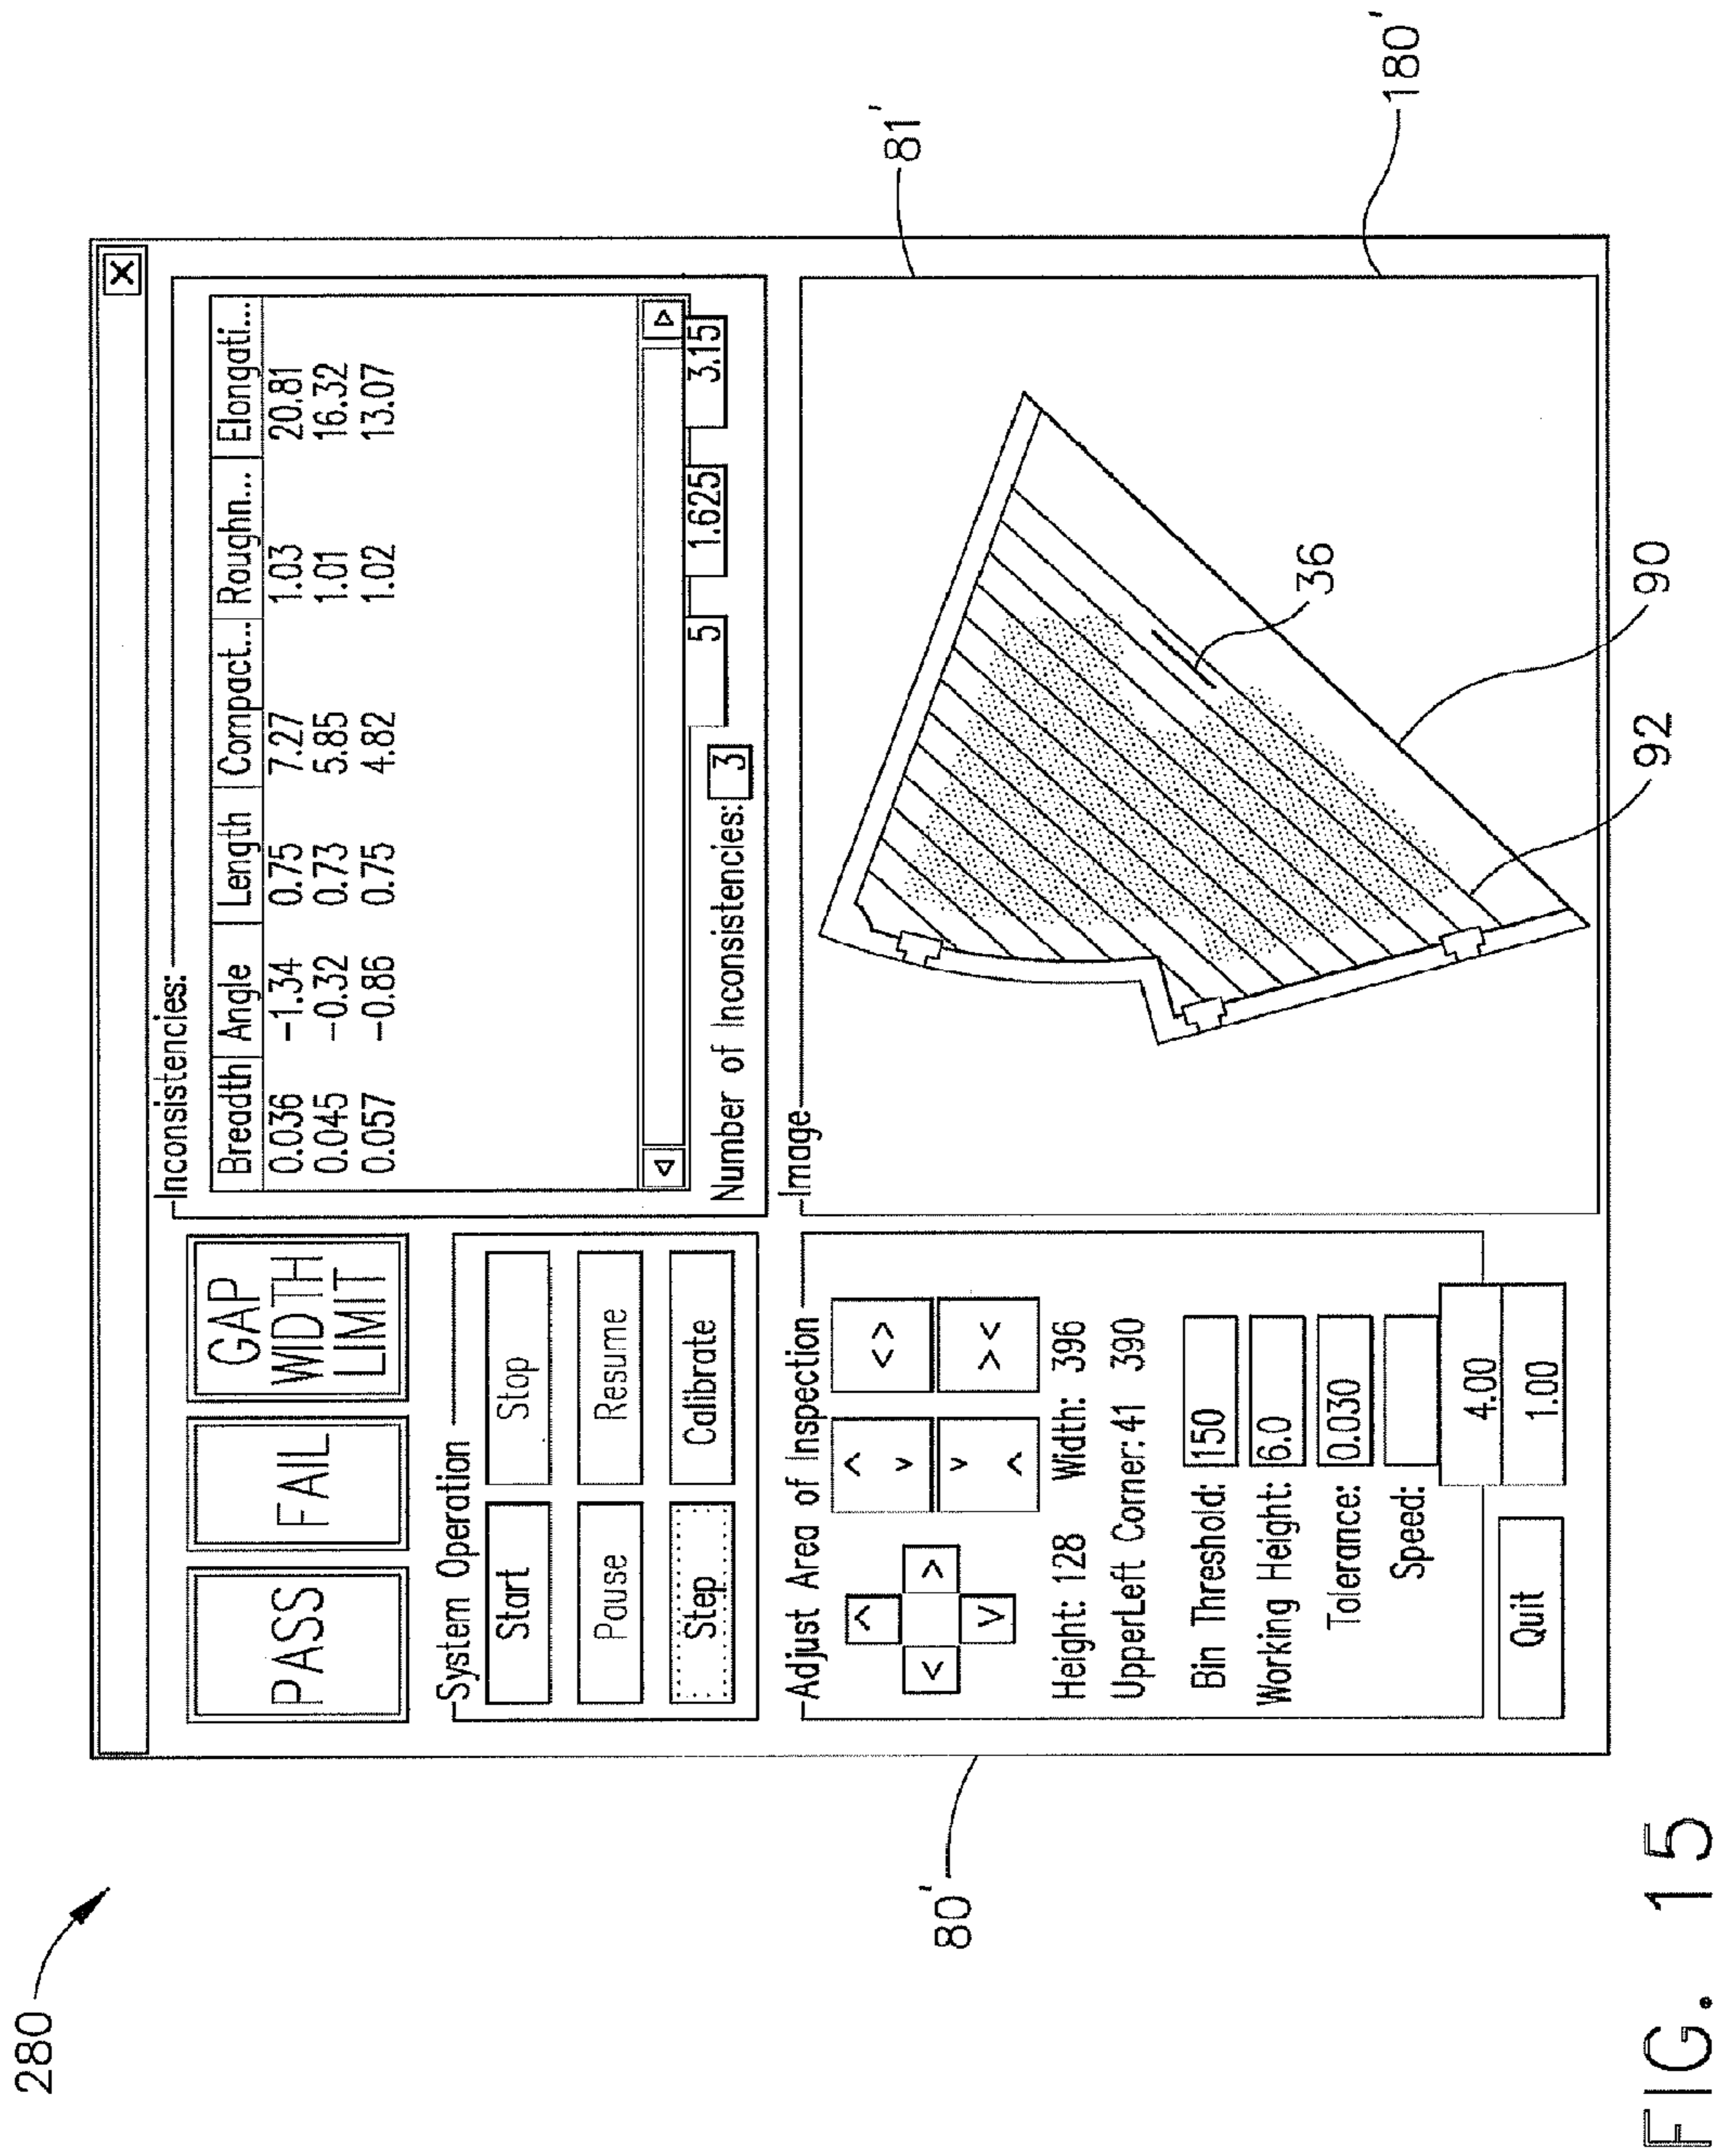 280
PASS
FAIL
GAP
WIDTH
LIMIT
System Operation
Start
Stop
Pause
Resume
Step
Calibrate
Inconsistencies:
Breadth Angle Length Compact... Roughn... Elongati...
0.036 -1.34 0.75 7.27 1.03 20.81
0.045 -0.32 0.73 5.85 1.01 16.32
0.057 -0.86 0.75 4.82 1.02 13.07
5 1.625 3.15
Number of Inconsistencies: 3
80'
Adjust Area of Inspection
^ ^ <>
v
< > v ><
v ^
Height: 128 Width: 396
UpperLeft Corner: 41 390
Bin Threshold: 150
Working Height: 6.0
Tolerance: 0.030
Speed:
4.00
1.00
Quit
Image
81'
36
180'
92
90
FIG. 15